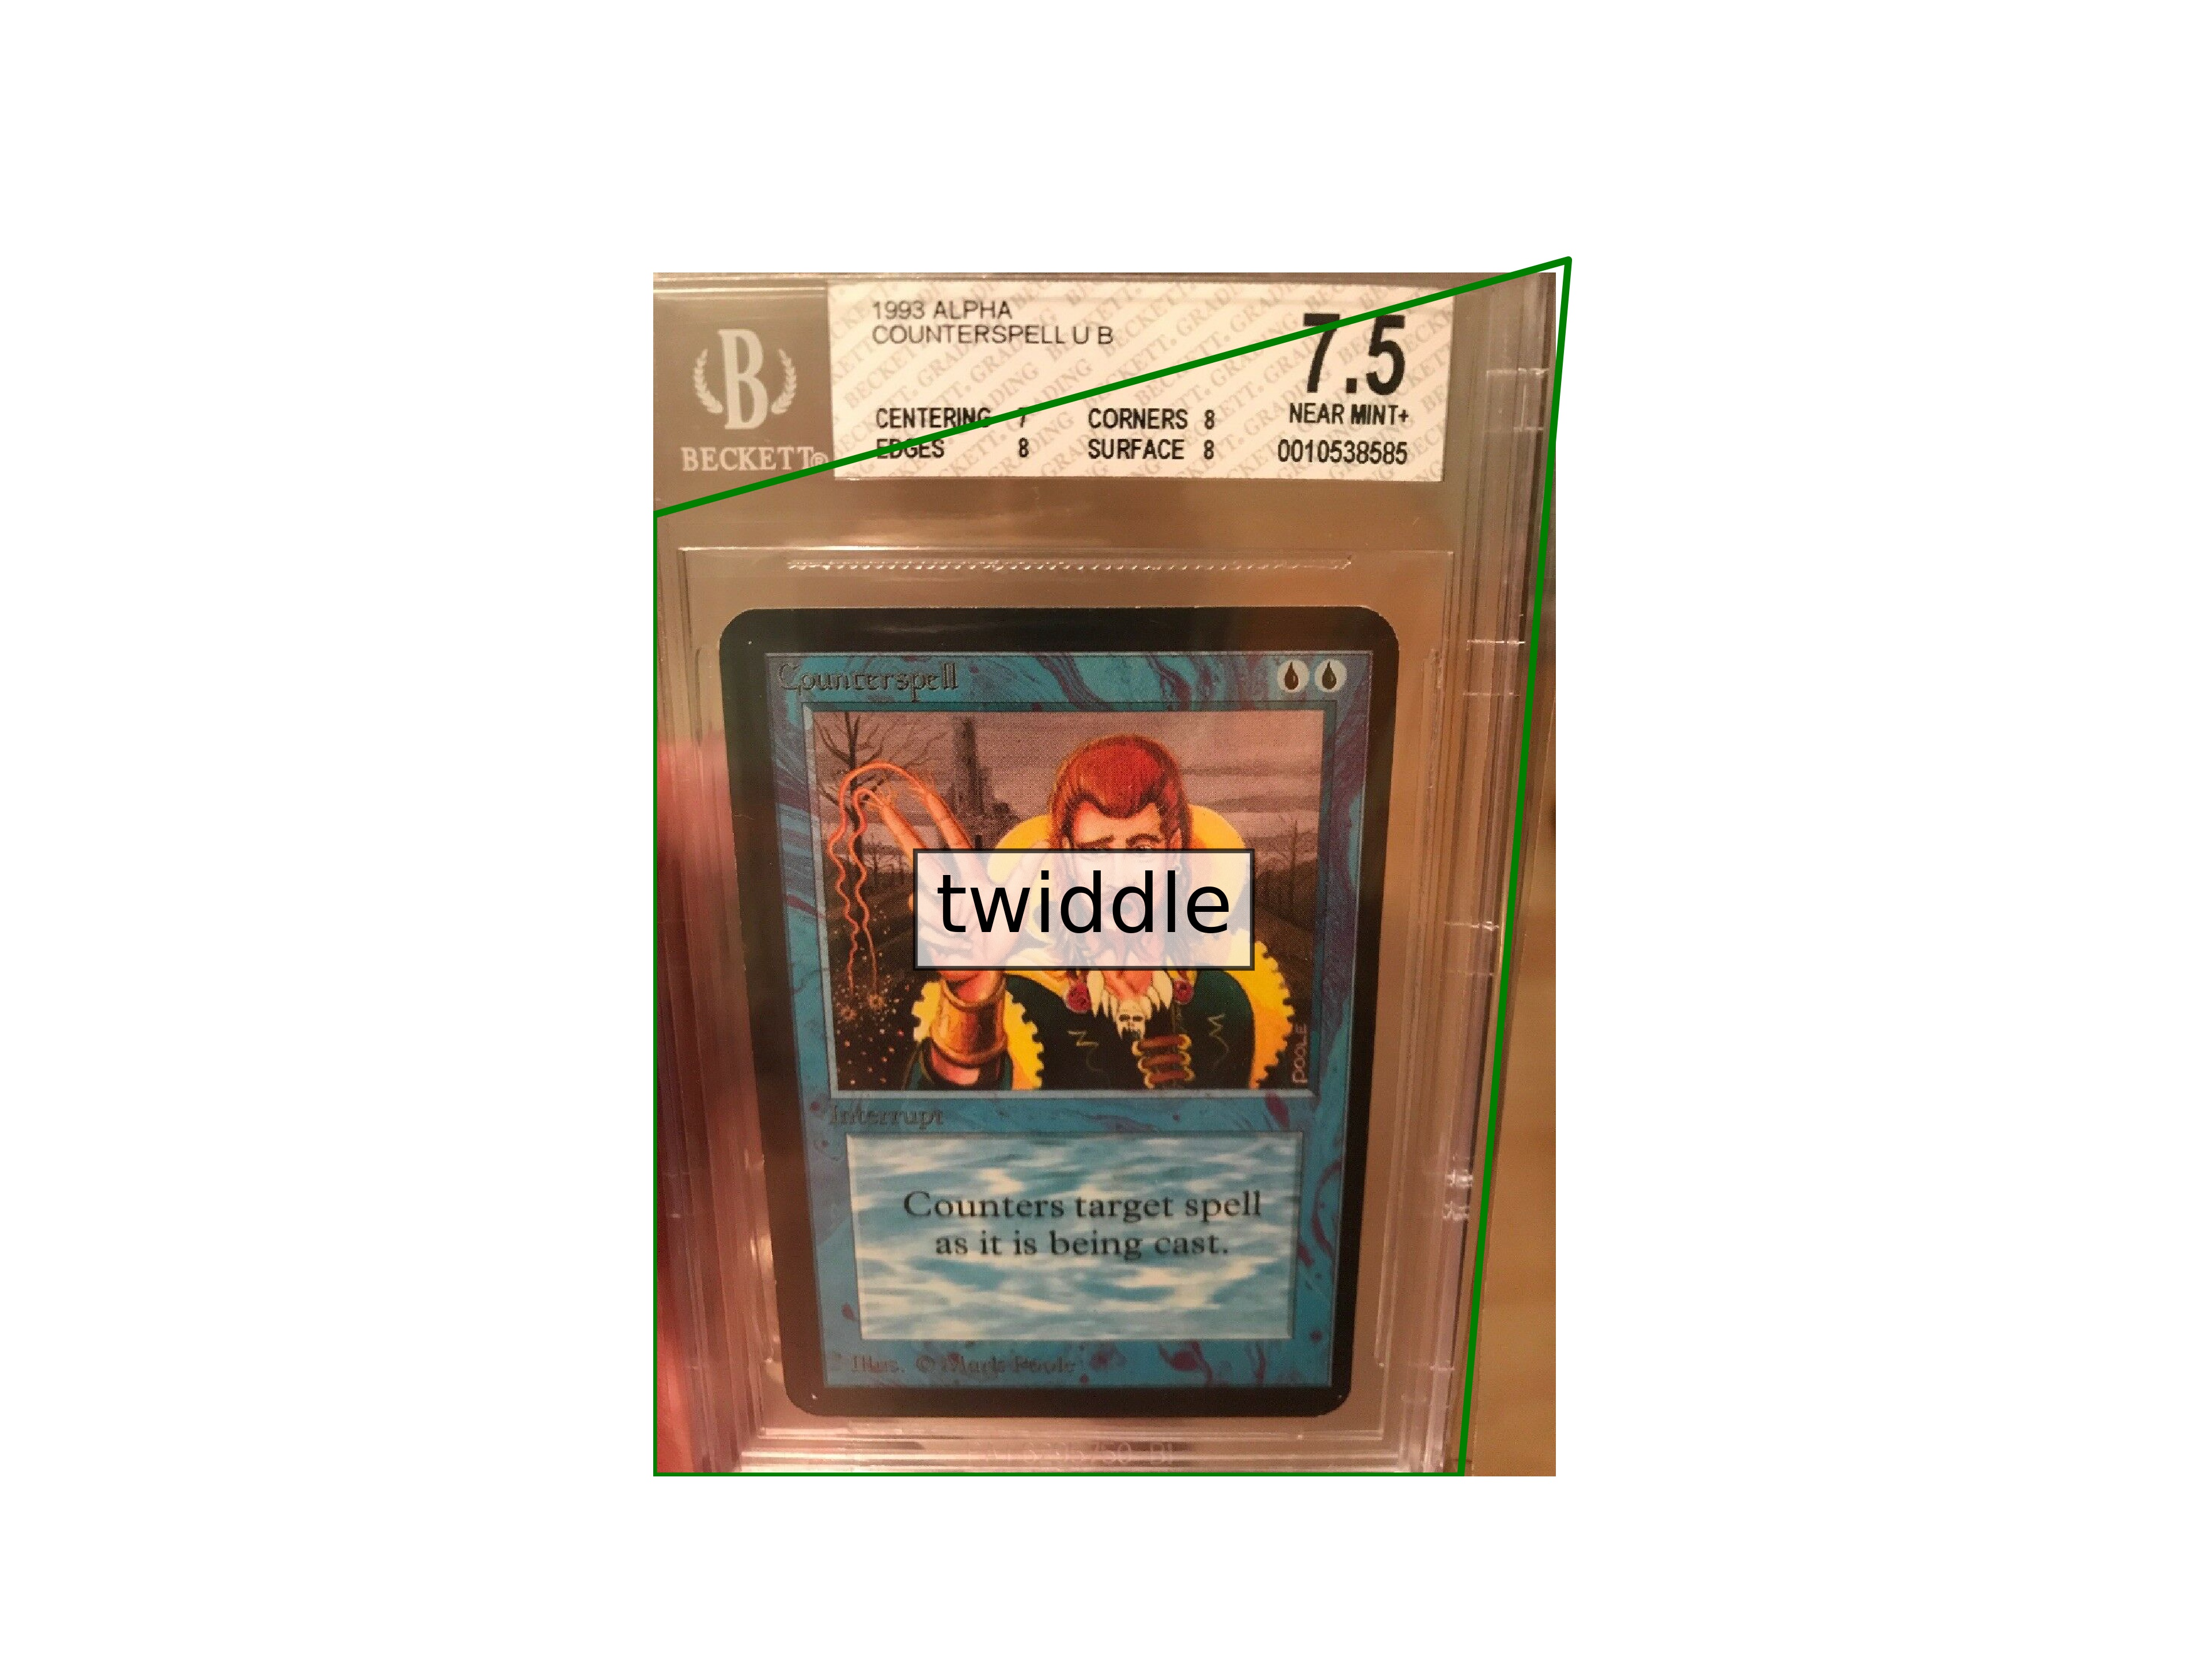 1993 ALPHA
COUNTERSPELL U B
7.5
CENTERING 7 CORNERS 8 NEAR MINT+
EDGES 8 SURFACE 8 0010538585
B
BECKETT®
Counterspell
twiddle
POOLE
Interrupt
Counters target spell
as it is being cast.
Illus. © Mark Poole